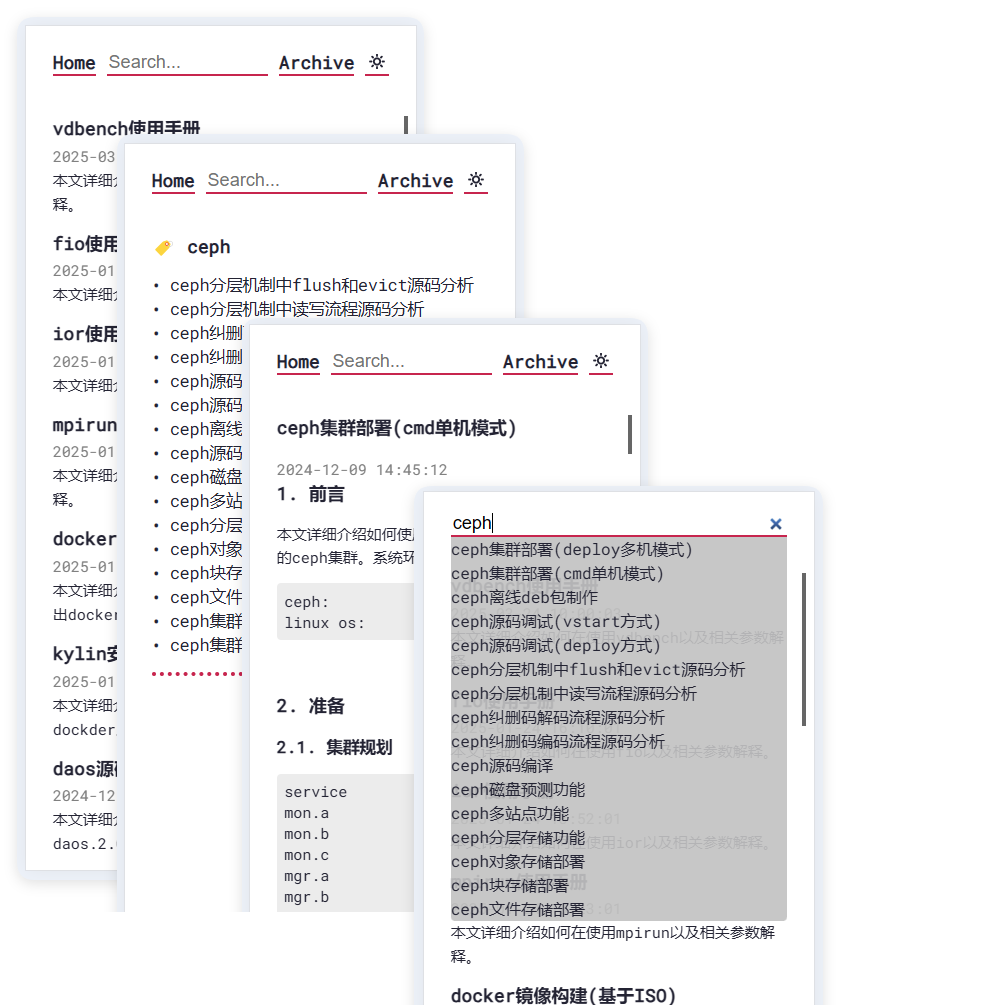 Home Search... Archive
vdbench使用手册
2025-03
本文详细
释。
fio使用
2025-01
本文详细
ior使用
2025-01
本文详细
mpirun
2025-01
本文详细
释。
docker
2025-01
本文详细
出docker
kylin安
2025-01
本文详细
dockder
daos源
2024-12
本文详细
daos.2.
Home Search... Archive
ceph
• ceph分层机制中flush和evict源码分析
• ceph分层机制中读写流程源码分析
• ceph纠删
• ceph纠删
• ceph源码
• ceph源码
• ceph离线
• ceph源码
• ceph磁盘
• ceph多站
• ceph分层
• ceph对象
• ceph块存
• ceph文件
• ceph集群
• ceph集群
Home Search... Archive
ceph集群部署(cmd单机模式)
2024-12-09 14:45:12
1. 前言
本文详细介绍如何使
的ceph集群。系统环
ceph:
linux os:
2. 准备
2.1. 集群规划
service
mon.a
mon.b
mon.c
mgr.a
mgr.b
ceph ×
ceph集群部署(deploy多机模式)
ceph集群部署(cmd单机模式)
ceph离线deb包制作
ceph源码调试(vstart方式)
ceph源码调试(deploy方式)
ceph分层机制中flush和evict源码分析
ceph分层机制中读写流程源码分析
ceph纠删码解码流程源码分析
ceph纠删码编码流程源码分析
ceph源码编译
ceph磁盘预测功能
ceph多站点功能
ceph分层存储功能
ceph对象存储部署
ceph块存储部署
ceph文件存储部署
本文详细介绍如何在使用mpirun以及相关参数解
释。
docker镜像构建(基于ISO)